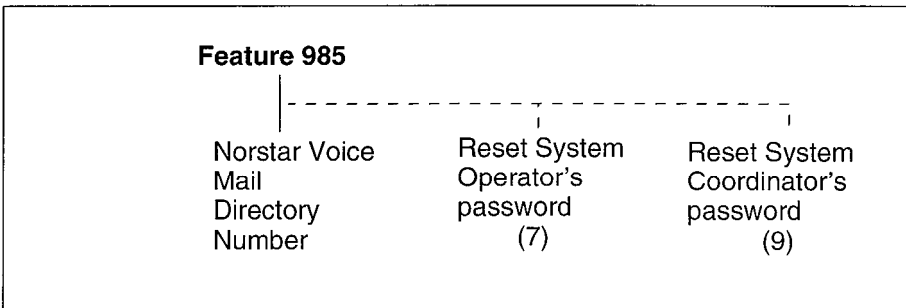 Feature 985
Norstar Voice
Mail
Directory
Number
Reset System
Operator's
password
(7)
Reset System
Coordinator's
password
(9)